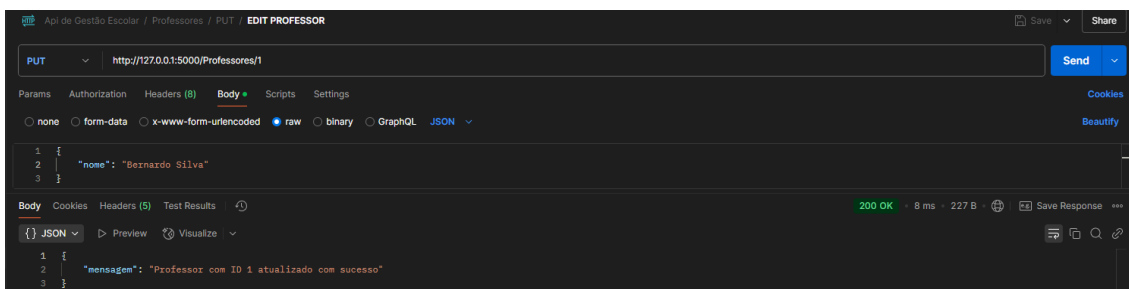 HTTP Api de Gestão Escolar / Professores / PUT / EDIT PROFESSOR Save Share
PUT http://127.0.0.1:5000/Professores/1 Send
Params Authorization Headers (8) Body Scripts Settings Cookies
none form-data x-www-form-urlencoded raw binary GraphQL JSON Beautify
1 {
2 "nome": "Bernardo Silva"
3 }
Body Cookies Headers (5) Test Results 200 OK • 8 ms • 227 B • Save Response
{} JSON Preview Visualize
1 {
2 "mensagem": "Professor com ID 1 atualizado com sucesso"
3 }